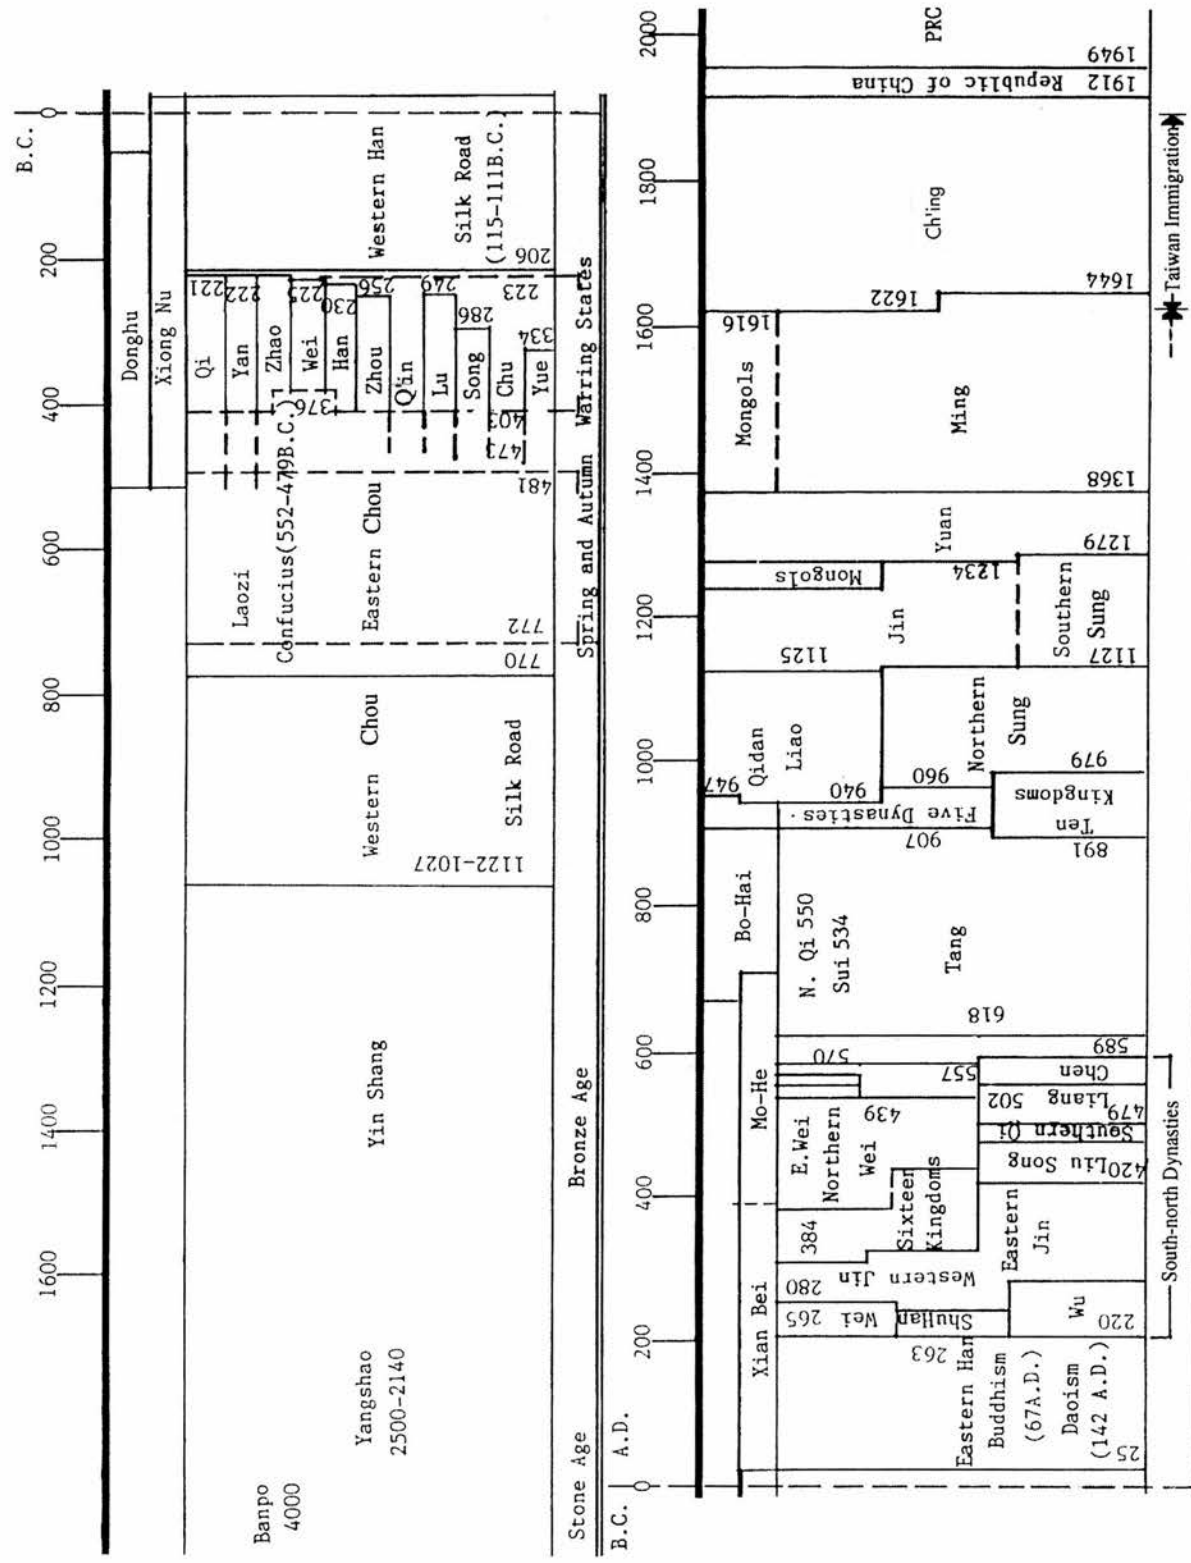 B.C.
1600
1400
1200
1000
800
600
400
200
0
Donghu
Xiong Nu
Banpo
4000
Yangshao
2500-2140
Yin Shang
1122-1027
Western Chou
Silk Road
770
772
Laozi
Confucius(552-479B.C.)
Eastern Chou
481
Qi
221
Yan
222
Zhao
225
Wei
225
376
Han
230
Zhou
256
Q'in
Lu
249
Song
286
Chu
403
223
Yue
473
334
206
Western Han
Silk Road
(115-111B.C.)
Stone Age
Bronze Age
Spring and Autumn
Warring States
B.C.
A.D.
0
200
400
600
800
1000
1200
1400
1600
1800
2000
Xian Bei
Mo-He
Bo-Hai
25
Eastern Han
Buddhism
(67A.D.)
Daoism
(142 A.D.)
263
220
265
Wei
ShuHan
Wu
280
Western Jin
384
Sixteen
Kingdoms
Eastern
Jin
E.Wei
Northern
Wei
439
420
Liu Song
Southern
Qi
479
502
Liang
557
Chen
589
570
618
N. Qi 550
Sui 534
Tang
907
891
Five Dynasties
Ten
Kingdoms
947
940
960
979
Qidan
Liao
Northern
Sung
1125
1127
Jin
Southern
Sung
Mongols
1234
1279
Yuan
1368
Mongols
Ming
1616
1622
1644
Ch'ing
1912
Republic of China
1949
PRC
South-north Dynasties
Taiwan Immigration